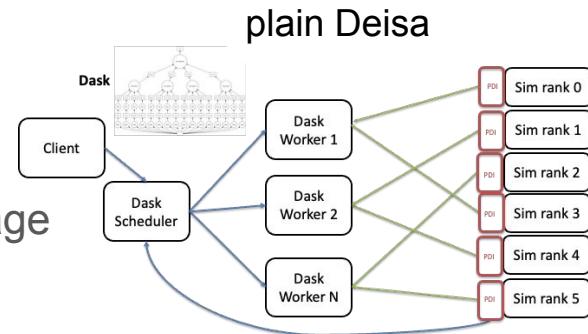 plain Deisa
Dask
Client
Dask
Scheduler
age
Dask
Worker 1
Dask
Worker 2
Dask
Worker N
PDI
Sim rank 0
PDI
Sim rank 1
PDI
Sim rank 2
PDI
Sim rank 3
PDI
Sim rank 4
PDI
Sim rank 5